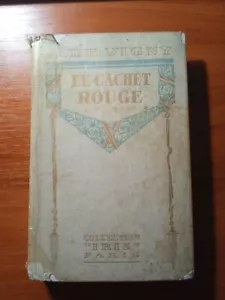 DE VIGNY
LE CACHET
ROUGE
COLLECTION
"IRIS"
PARIS